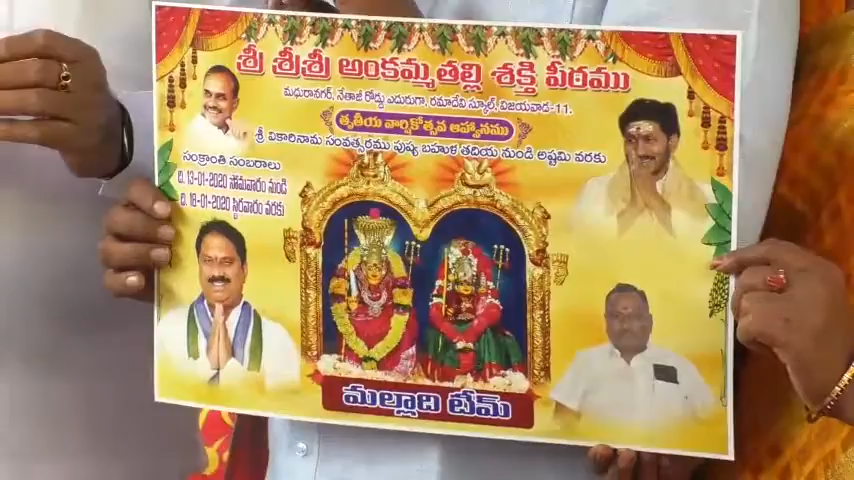 శ్రీ శ్రీశ్రీ అంకమ్మతల్లి శక్తి పీఠము
మధురానగర్, నేతాజీ రోడ్డు ఎదురుగా, రమాదేవి స్కూల్, విజయవాడ-11.
తృతీయ వార్షికోత్సవ ఆహ్వానము
శ్రీ వికారినామ సంవత్సరము పుష్య బహుళ తదియ నుండి అష్టమి వరకు
సంక్రాంతి సంబరాలు
ది. 13-01-2020 సోమవారం నుండి
ది. 18-01-2020 స్థిరవారం వరకు
మల్లాది టీమ్